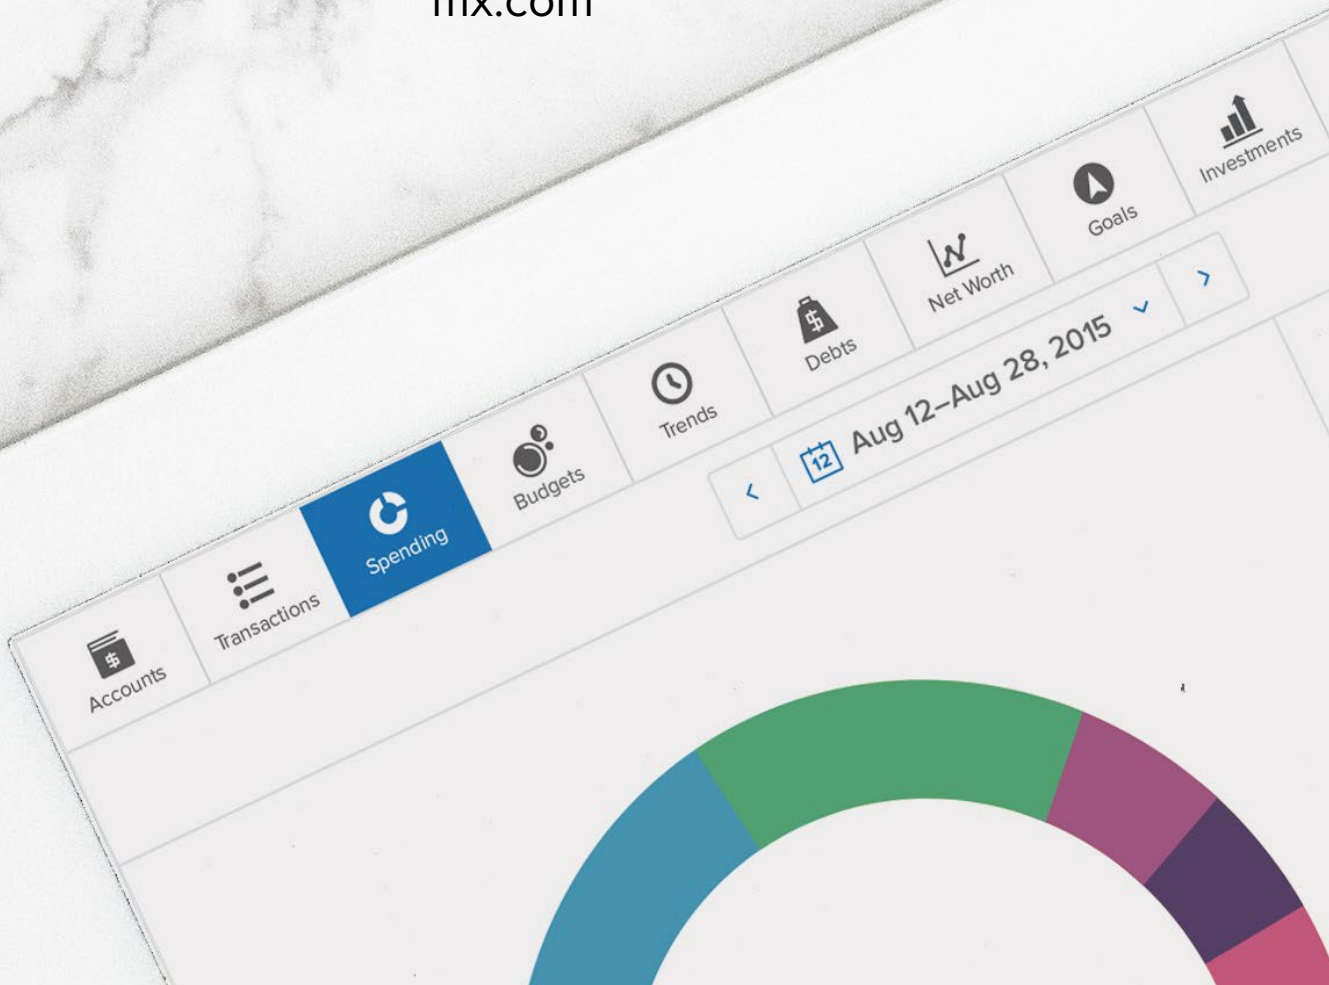 mx.com
Accounts
Transactions
Spending
Budgets
Trends
Debts
Net Worth
Goals
Investments
12
Aug 12–Aug 28, 2015